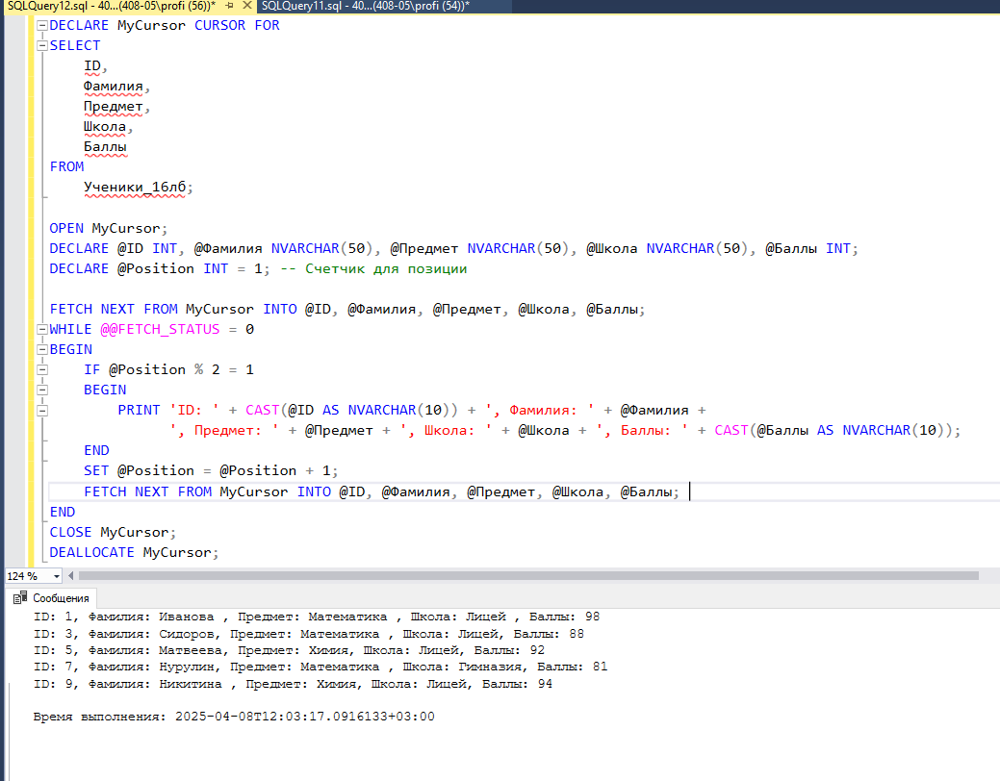 SQLQuery12.sql - 40...(408-05\profi (56))* SQLQuery11.sql - 40...(408-05\profi (54))*
DECLARE MyCursor CURSOR FOR
SELECT
ID,
Фамилия,
Предмет,
Школа,
Баллы
FROM
Ученики_16лб;
OPEN MyCursor;
DECLARE @ID INT, @Фамилия NVARCHAR(50), @Предмет NVARCHAR(50), @Школа NVARCHAR(50), @Баллы INT;
DECLARE @Position INT = 1; -- Счетчик для позиции
FETCH NEXT FROM MyCursor INTO @ID, @Фамилия, @Предмет, @Школа, @Баллы;
WHILE @@FETCH_STATUS = 0
BEGIN
IF @Position % 2 = 1
BEGIN
PRINT 'ID: ' + CAST(@ID AS NVARCHAR(10)) + ', Фамилия: ' + @Фамилия +
', Предмет: ' + @Предмет + ', Школа: ' + @Школа + ', Баллы: ' + CAST(@Баллы AS NVARCHAR(10));
END
SET @Position = @Position + 1;
FETCH NEXT FROM MyCursor INTO @ID, @Фамилия, @Предмет, @Школа, @Баллы;
END
CLOSE MyCursor;
DEALLOCATE MyCursor;
124 %
Сообщения
ID: 1, Фамилия: Иванова , Предмет: Математика , Школа: Лицей , Баллы: 98
ID: 3, Фамилия: Сидоров, Предмет: Математика , Школа: Лицей, Баллы: 88
ID: 5, Фамилия: Матвеева, Предмет: Химия, Школа: Лицей, Баллы: 92
ID: 7, Фамилия: Нурулин, Предмет: Математика , Школа: Гимназия, Баллы: 81
ID: 9, Фамилия: Никитина , Предмет: Химия, Школа: Лицей, Баллы: 94
Время выполнения: 2025-04-08T12:03:17.0916133+03:00